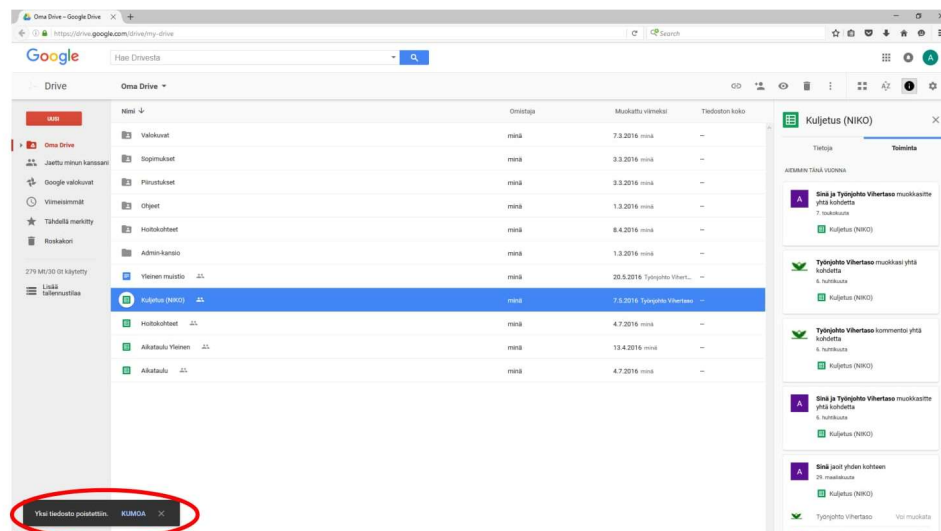 Oma Drive – Google Drive
https://drive.google.com/drive/my-drive
Search
Google
Hae Drivesta
A
Drive
Oma Drive
UUSI
Oma Drive
Jaettu minun kanssani
Google valokuvat
Viimeisimmät
Tähdellä merkitty
Roskakori
279 Mt/30 Gt käytetty
Lisää
tallennustilaa
Nimi Omistaja Muokattu viimeksi Tiedoston koko
Valokuvat minä 7.3.2016 minä –
Sopimukset minä 3.3.2016 minä –
Piirustukset minä 3.3.2016 minä –
Ohjeet minä 1.3.2016 minä –
Hoitokohteet minä 8.4.2016 minä –
Admin-kansio minä 1.3.2016 minä –
Yleinen muistio minä 20.5.2016 Työnjohto Vihert... –
Kuljetus (NIKO) minä 7.5.2016 Työnjohto Vihertaso –
Hoitokohteet minä 4.7.2016 minä –
Aikataulu Yleinen minä 13.4.2016 minä –
Aikataulu minä 4.7.2016 minä –
Kuljetus (NIKO)
Tietoja Toiminta
AIEMMIN TÄNÄ VUONNA
A
Sinä ja Työnjohto Vihertaso muokkasitte
yhtä kohdetta
7. toukokuuta
Kuljetus (NIKO)
Työnjohto Vihertaso muokkasi yhtä
kohdetta
6. huhtikuuta
Kuljetus (NIKO)
Työnjohto Vihertaso kommentoi yhtä
kohdetta
6. huhtikuuta
Kuljetus (NIKO)
A
Sinä ja Työnjohto Vihertaso muokkasitte
yhtä kohdetta
6. huhtikuuta
Kuljetus (NIKO)
A
Sinä jaoit yhden kohteen
29. maaliskuuta
Kuljetus (NIKO)
Työnjohto Vihertaso Voi muokata
Yksi tiedosto poistettiin. KUMOA